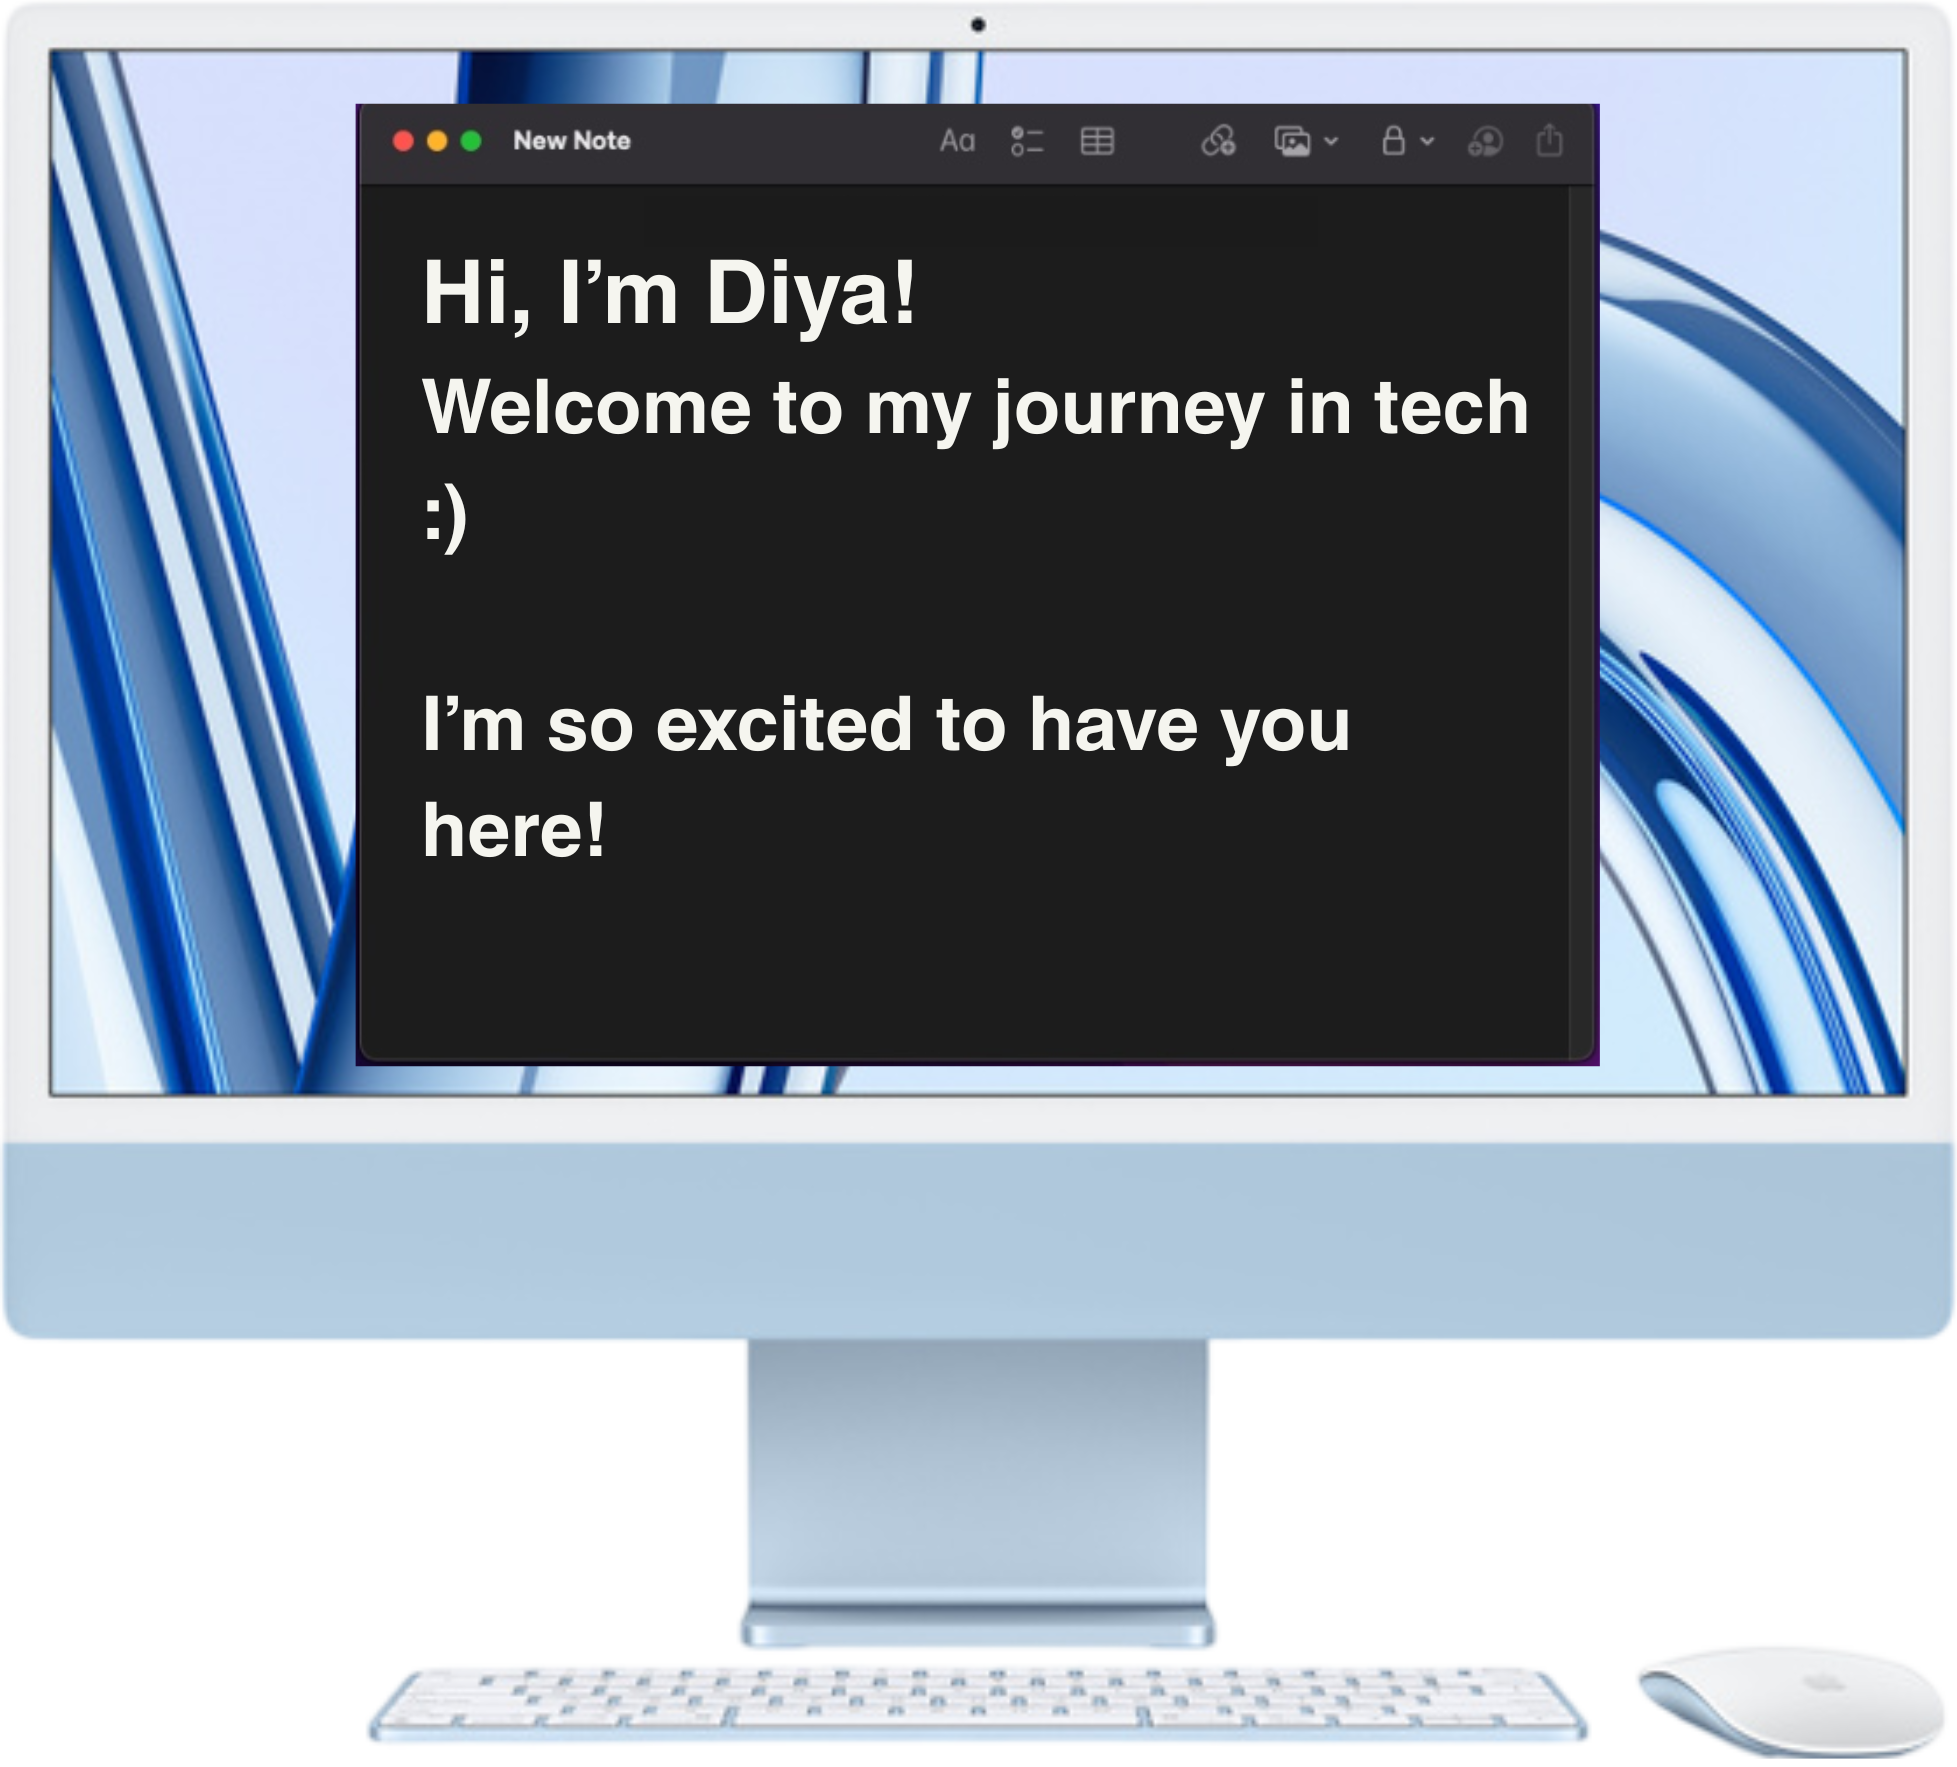 New Note
Aa
Hi, I’m Diya!
Welcome to my journey in tech
:)
I’m so excited to have you
here!